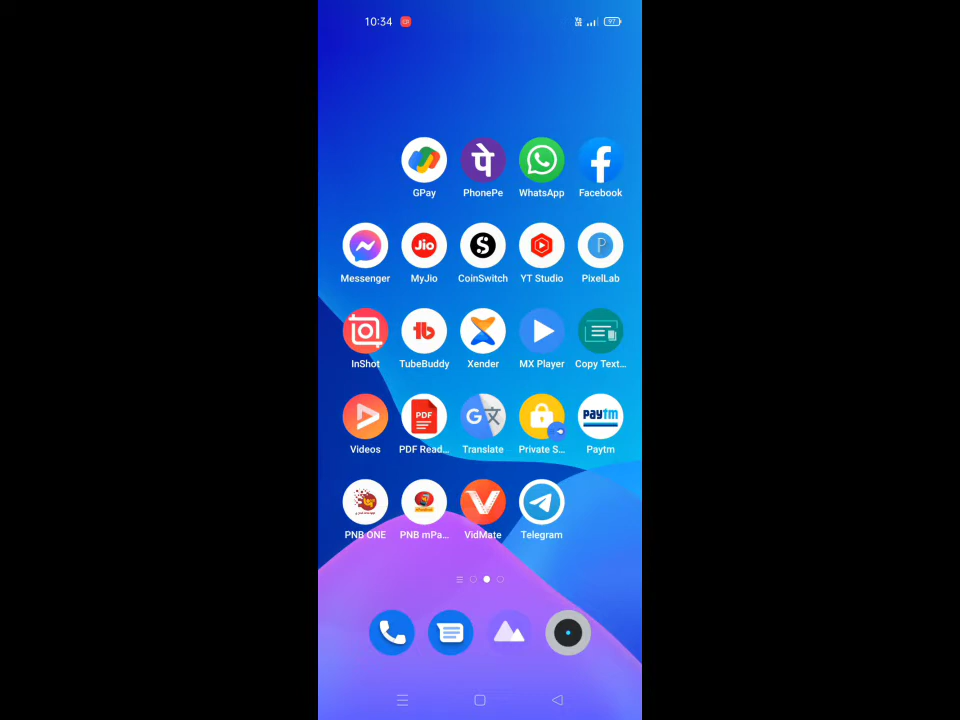 10:34 97
GPay PhonePe WhatsApp Facebook
Messenger MyJio CoinSwitch YT Studio PixelLab
InShot TubeBuddy Xender MX Player Copy Text...
Videos PDF Read... Translate Private S... Paytm
PNB ONE PNB mPa... VidMate Telegram